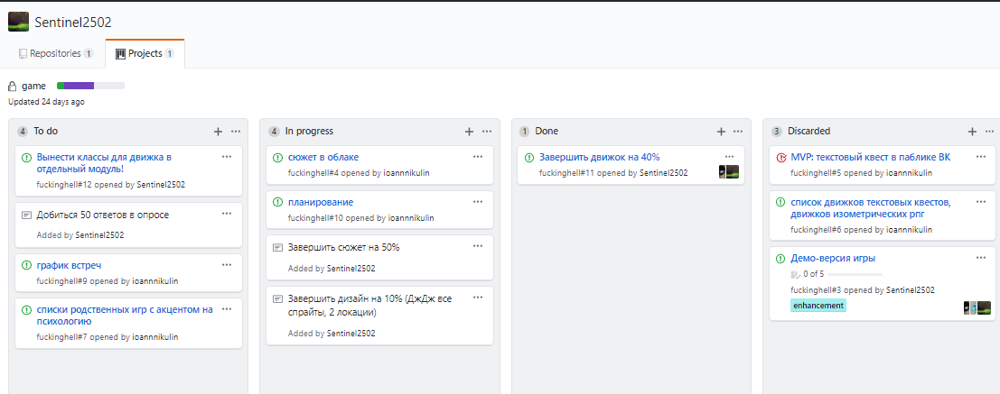 Sentinel2502
Repositories 1
Projects 1
game
Updated 24 days ago
4 To do
Вынести классы для движка в
отдельный модуль!
fuckinghell#12 opened by Sentinel2502
Добиться 50 ответов в опросе
Added by Sentinel2502
график встреч
fuckinghell#9 opened by ioannnikulin
списки родственных игр с акцентом на
психологию
fuckinghell#7 opened by ioannnikulin
4 In progress
сюжет в облаке
fuckinghell#4 opened by ioannnikulin
планирование
fuckinghell#10 opened by ioannnikulin
Завершить сюжет на 50%
Added by Sentinel2502
Завершить дизайн на 10% (ДжДж все
спрайты, 2 локации)
Added by Sentinel2502
1 Done
Завершить движок на 40%
fuckinghell#11 opened by Sentinel2502
3 Discarded
MVP: текстовый квест в паблике ВК
fuckinghell#5 opened by ioannnikulin
список движков текстовых квестов,
движков изометрических рпг
fuckinghell#6 opened by ioannnikulin
Демо-версия игры
0 of 5
fuckinghell#3 opened by Sentinel2502
enhancement